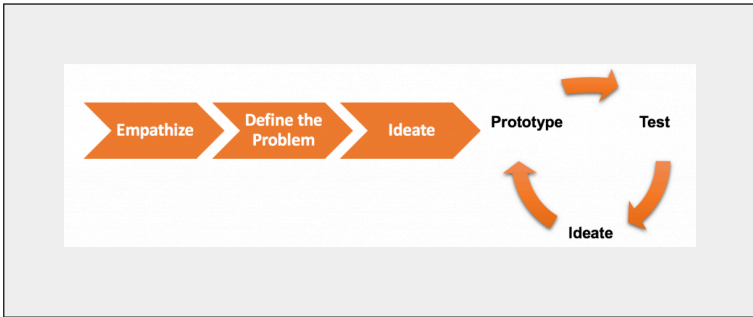 Empathize
Define the
Problem
Ideate
Prototype
Test
Ideate